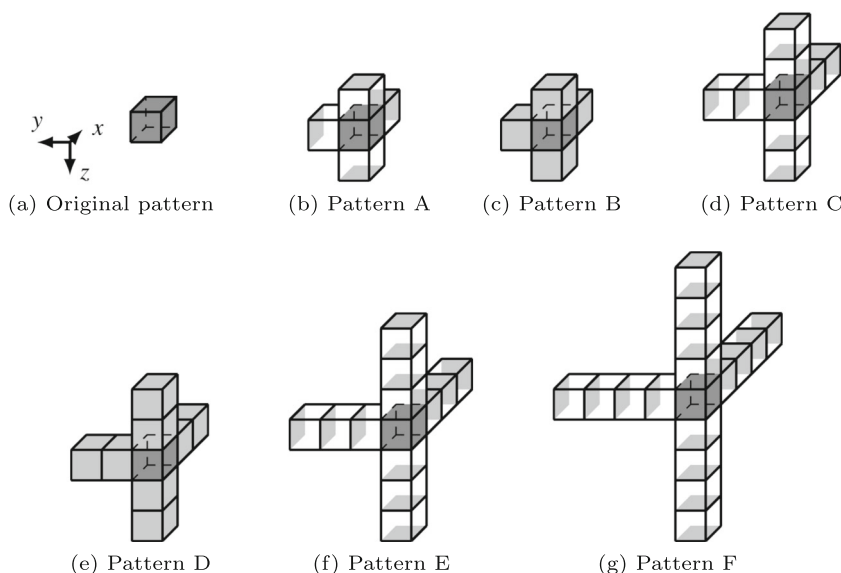 y x
z
(a) Original pattern (b) Pattern A (c) Pattern B (d) Pattern C
(e) Pattern D (f) Pattern E (g) Pattern F